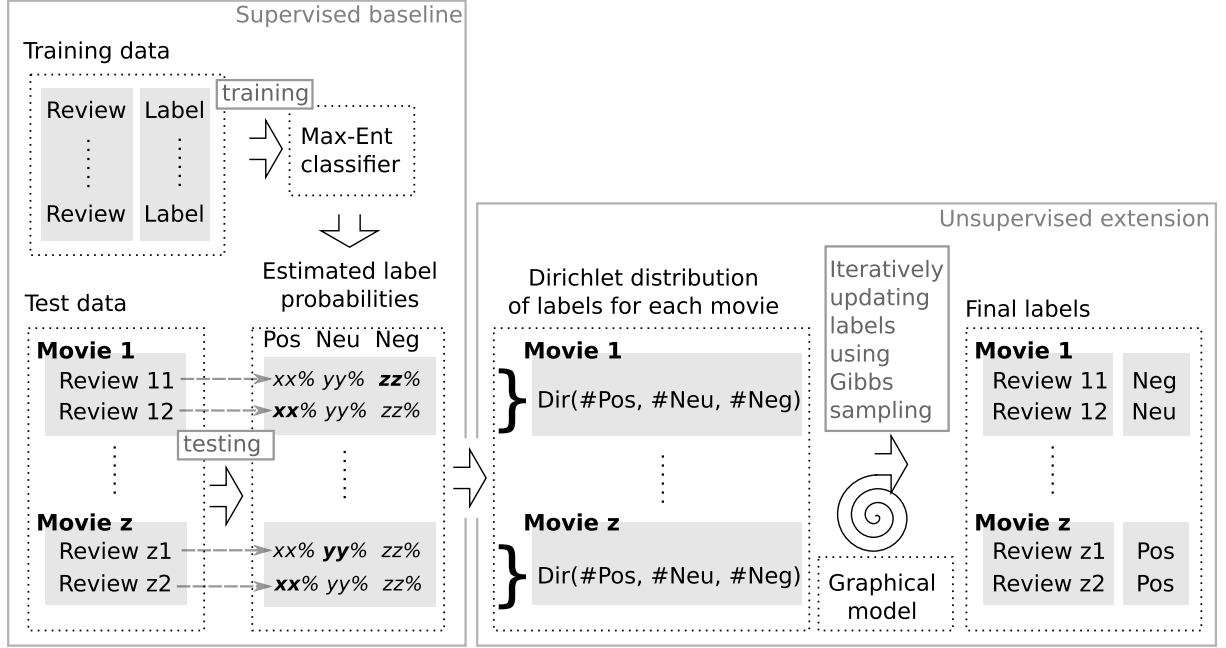 Supervised baseline
Training data
Review Label
Review Label
training
Max-Ent
classifier
Estimated label
probabilities
Test data
Pos Neu Neg
Movie 1
Review 11
xx% yy% zz%
Review 12
xx% yy% zz%
testing
Movie z
Review z1
xx% yy% zz%
Review z2
xx% yy% zz%
Unsupervised extension
Dirichlet distribution
of labels for each movie
Movie 1
} Dir(#Pos, #Neu, #Neg)
Movie z
} Dir(#Pos, #Neu, #Neg)
Iteratively
updating
labels
using
Gibbs
sampling
Graphical
model
Final labels
Movie 1
Review 11 Neg
Review 12 Neu
Movie z
Review z1 Pos
Review z2 Pos